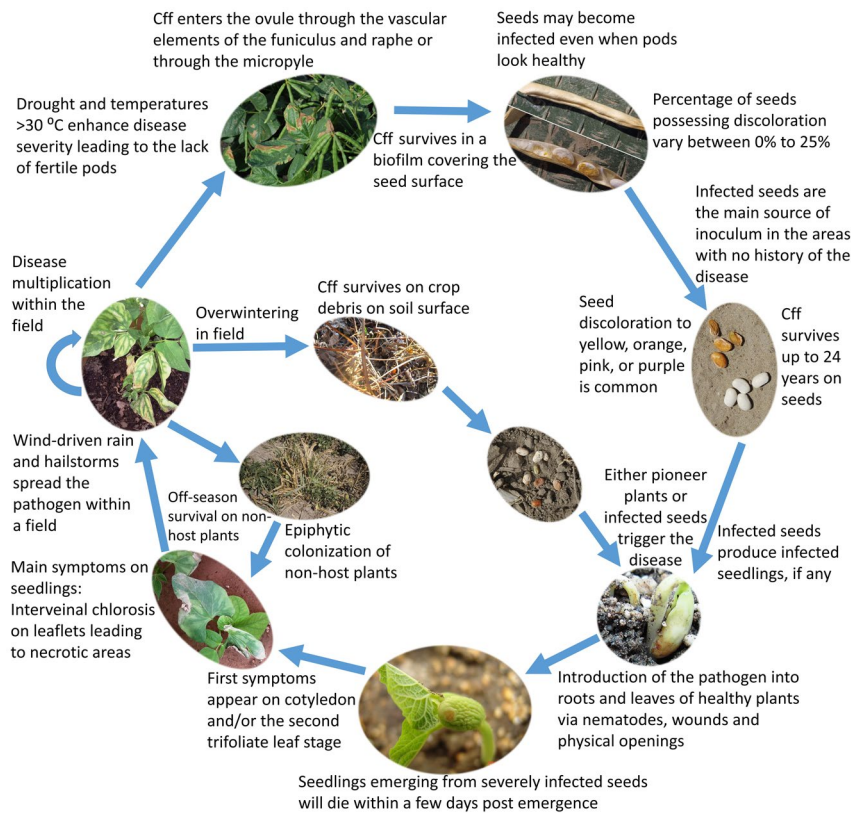 Cff enters the ovule through the vascular
elements of the funiculus and raphe or
through the micropyle
Seeds may become
infected even when pods
look healthy
Drought and temperatures
>30 ⁰C enhance disease
severity leading to the lack
of fertile pods
Cff survives in a
biofilm covering the
seed surface
Percentage of seeds
possessing discoloration
vary between 0% to 25%
Infected seeds are
the main source of
inoculum in the areas
with no history of the
disease
Disease
multiplication
within the
field
Overwintering
in field
Cff survives on crop
debris on soil surface
Seed
discoloration to
yellow, orange,
pink, or purple
is common
Cff
survives
up to 24
years on
seeds
Wind-driven rain
and hailstorms
spread the
pathogen within
a field
Off-season
survival on non-
host plants
Epiphytic
colonization of
non-host plants
Either pioneer
plants or
infected seeds
trigger the
disease
Infected seeds
produce infected
seedlings, if any
Main symptoms on
seedlings:
Interveinal chlorosis
on leaflets leading
to necrotic areas
First symptoms
appear on cotyledon
and/or the second
trifoliate leaf stage
Introduction of the pathogen into
roots and leaves of healthy plants
via nematodes, wounds and
physical openings
Seedlings emerging from severely infected seeds
will die within a few days post emergence